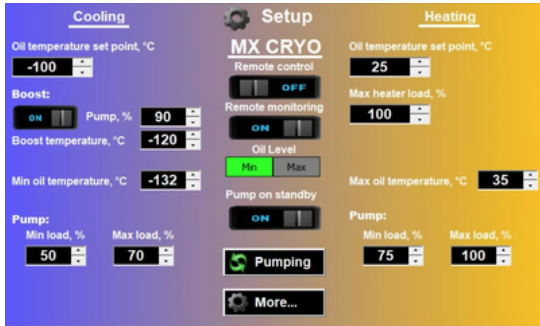 Cooling
Setup
Heating
MX CRYO
Oil temperature set point, °C
-100
Remote control
OFF
Oil temperature set point, °C
25
Boost:
ON
Pump, %
90
Boost temperature, °C
-120
Remote monitoring
ON
Max heater load, %
100
Oil Level
Min
Max
Min oil temperature, °C
-132
Pump on standby
ON
Max oil temperature, °C
35
Pump:
Min load, %
Max load, %
50
70
Pump:
Min load, %
Max load, %
75
100
Pumping
More...